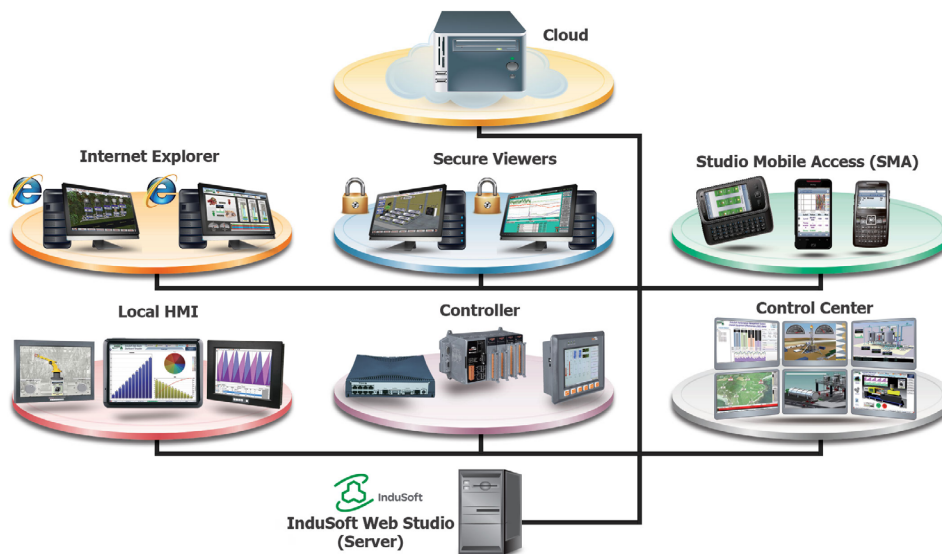 Cloud
Internet Explorer
Secure Viewers
Studio Mobile Access (SMA)
Local HMI
Controller
Control Center
InduSoft
InduSoft Web Studio
(Server)